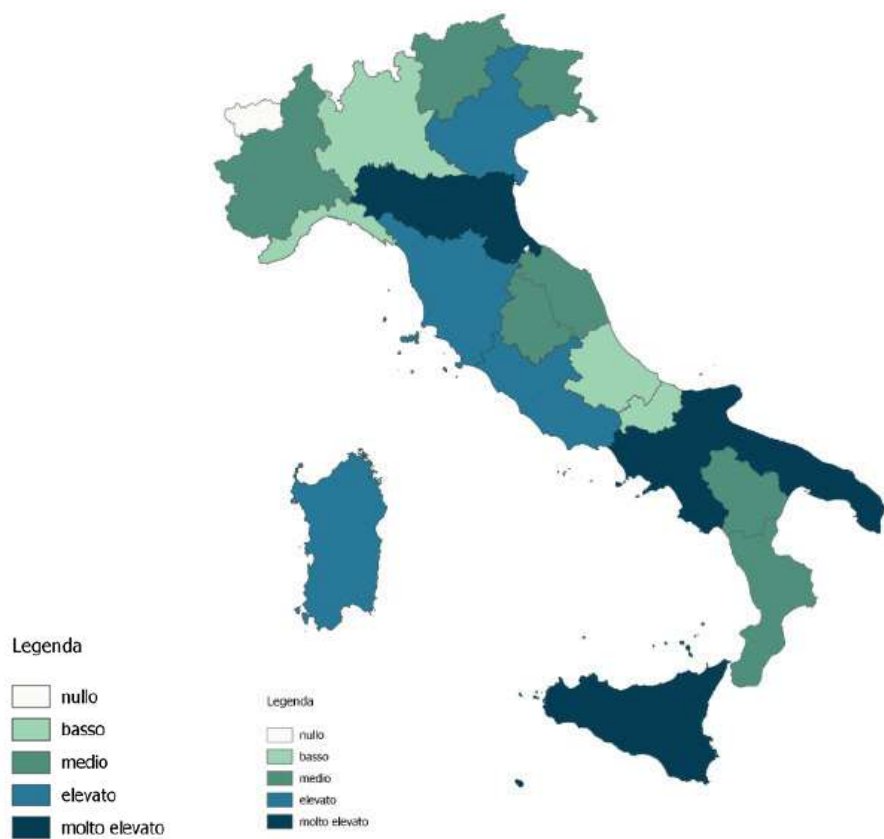 Legenda
nullo
basso
medio
elevato
molto elevato
Legenda
nullo
basso
medio
elevato
molto elevato